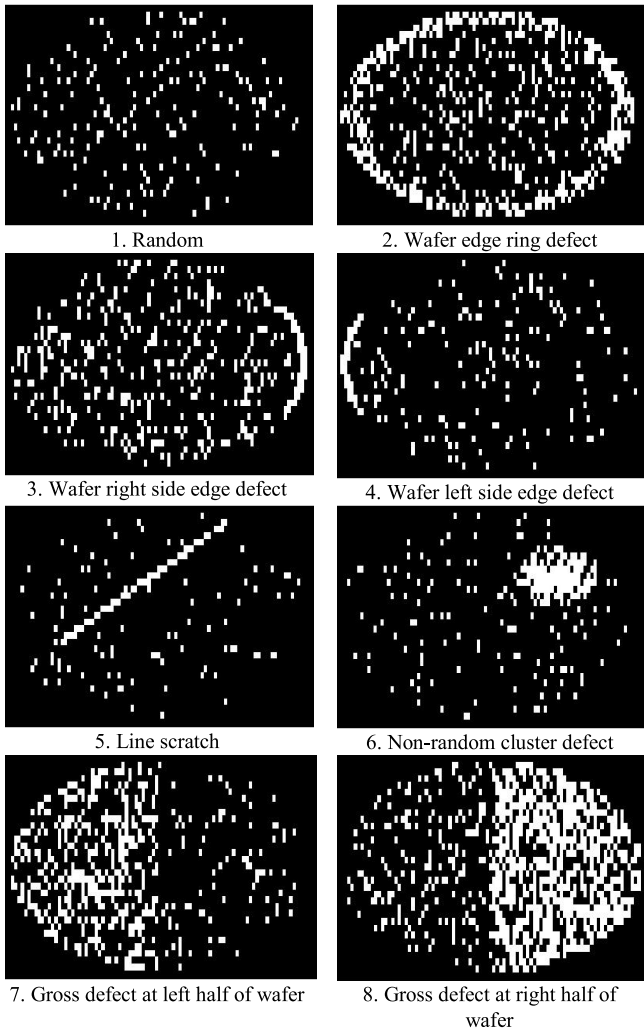 1. Random
2. Wafer edge ring defect
3. Wafer right side edge defect
4. Wafer left side edge defect
5. Line scratch
6. Non-random cluster defect
7. Gross defect at left half of wafer
8. Gross defect at right half of
wafer